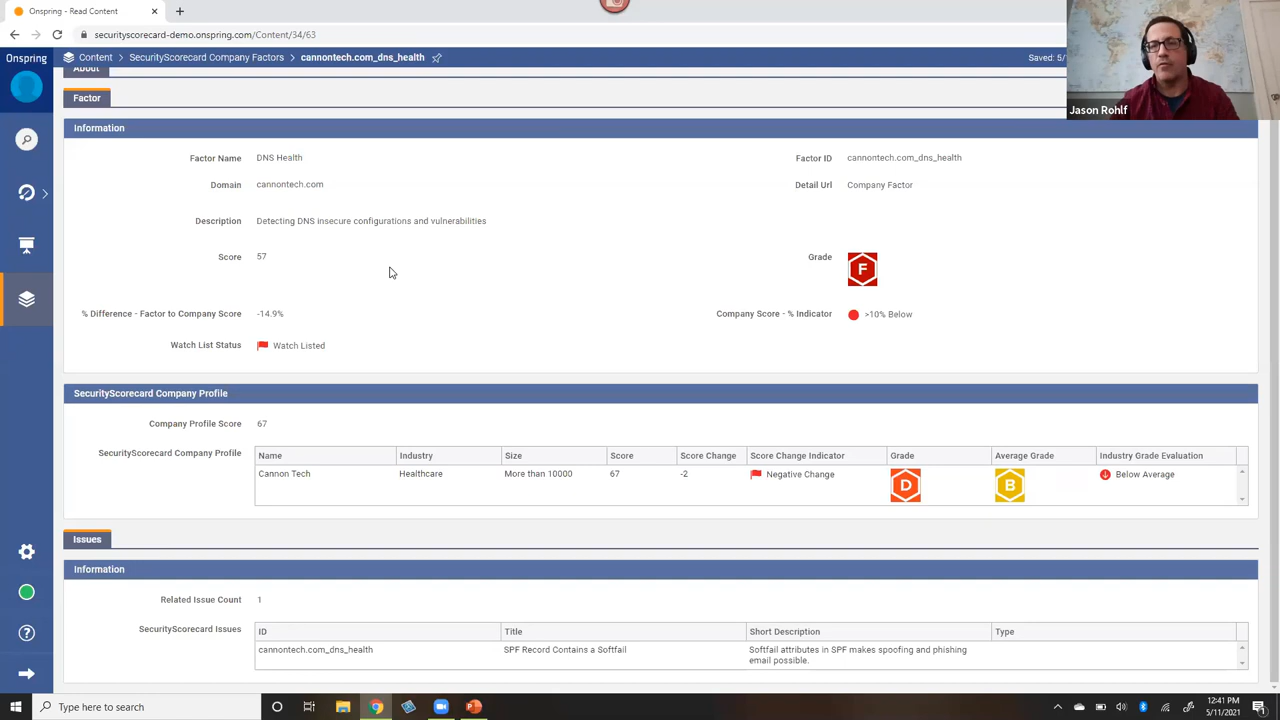 Onspring - Read Content
securityscorecard-demo.onspring.com/Content/34/63
Onspring Content SecurityScorecard Company Factors cannontech.com_dns_health Saved: 5/
Jason Rohlf
About
Factor
Information
Factor Name DNS Health Factor ID cannontech.com_dns_health
Domain cannontech.com Detail Url Company Factor
Description Detecting DNS insecure configurations and vulnerabilities
Score 57 Grade F
% Difference - Factor to Company Score -14.9% Company Score - % Indicator >10% Below
Watch List Status Watch Listed
SecurityScorecard Company Profile
Company Profile Score 67
SecurityScorecard Company Profile Name Industry Size Score Score Change Score Change Indicator Grade Average Grade Industry Grade Evaluation
Cannon Tech Healthcare More than 10000 67 -2 Negative Change D B Below Average
Issues
Information
Related Issue Count 1
SecurityScorecard Issues ID Title Short Description Type
cannontech.com_dns_health SPF Record Contains a Softfail Softfail attributes in SPF makes spoofing and phishing
email possible.
Type here to search
12:41 PM
5/11/2021